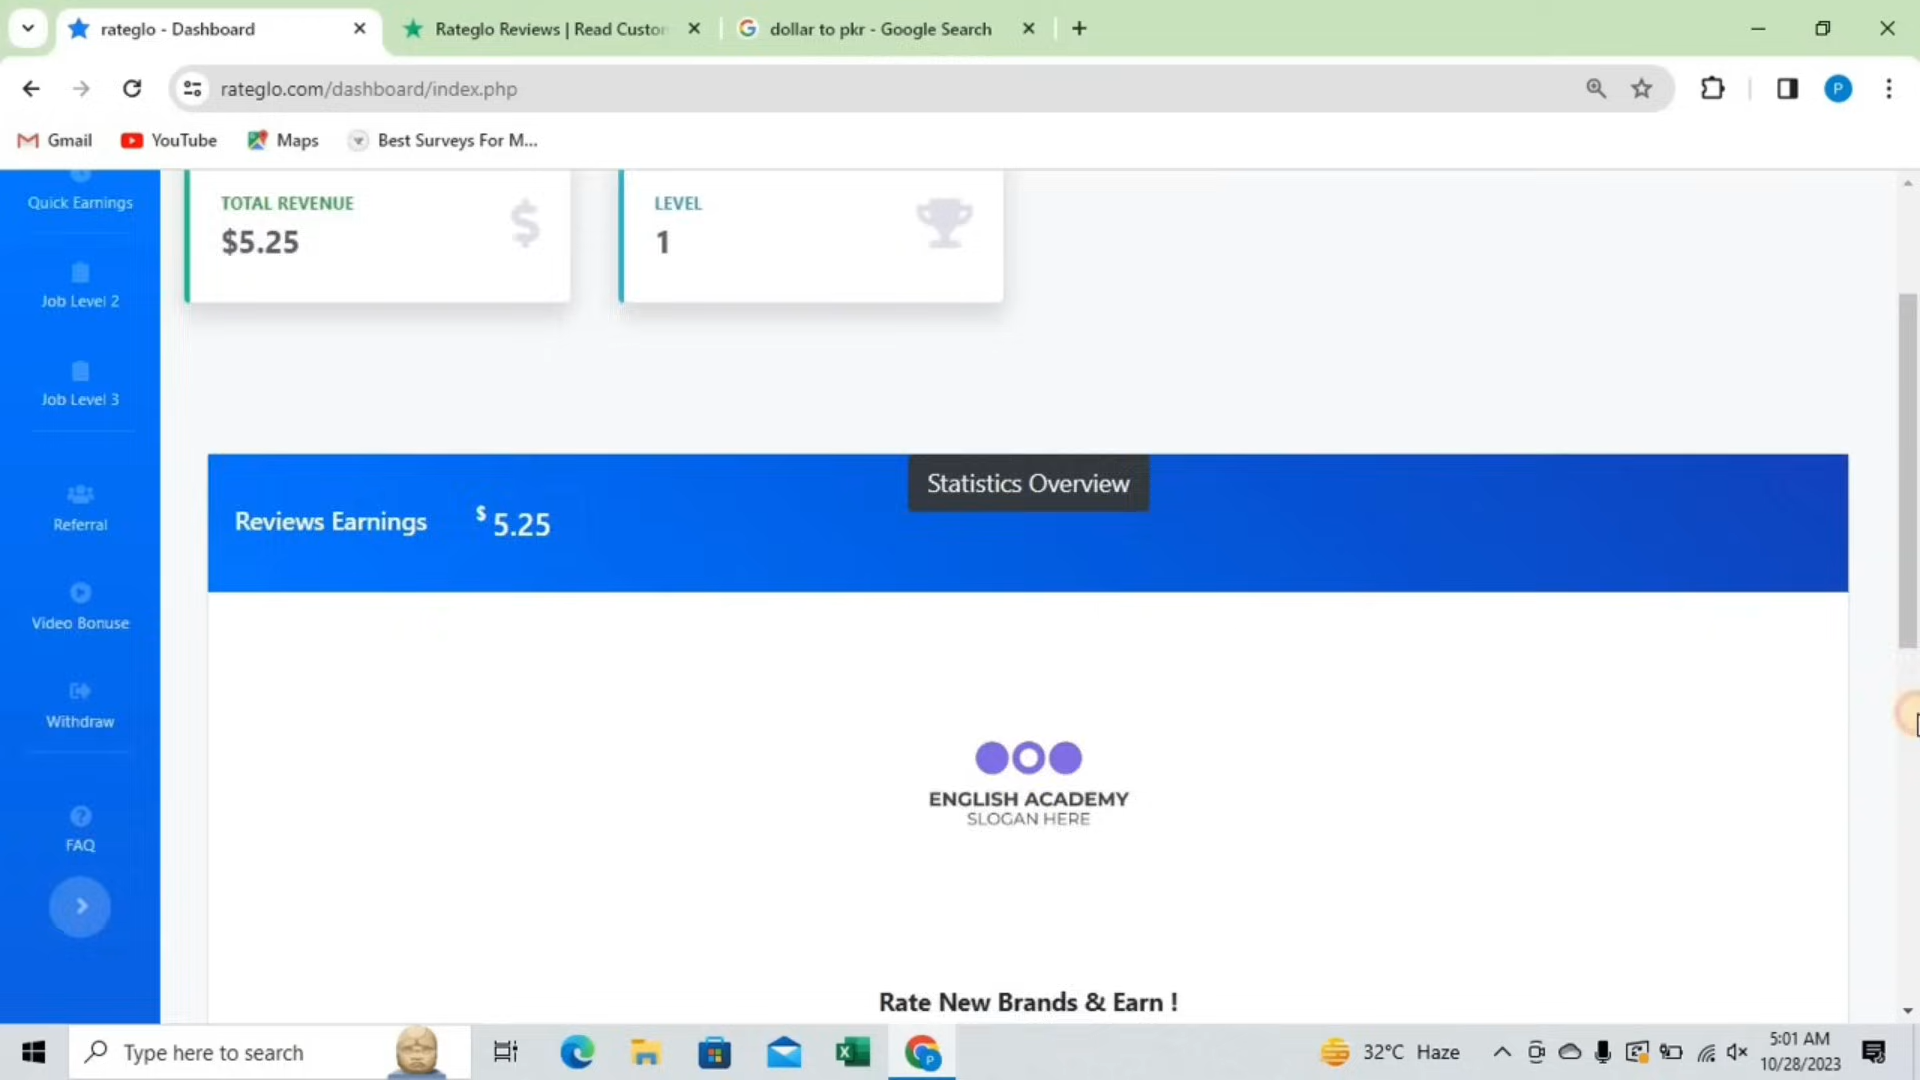 rateglo - Dashboard
Rateglo Reviews | Read Custor
dollar to pkr - Google Search
rateglo.com/dashboard/index.php
P
Gmail
YouTube
Maps
Best Surveys For M...
Quick Earnings
Job Level 2
Job Level 3
Referral
Video Bonuse
Withdraw
FAQ
TOTAL REVENUE
$5.25
LEVEL
1
Statistics Overview
Reviews Earnings $ 5.25
ENGLISH ACADEMY
SLOGAN HERE
Rate New Brands & Earn !
Type here to search
32°C Haze
5:01 AM
10/28/2023